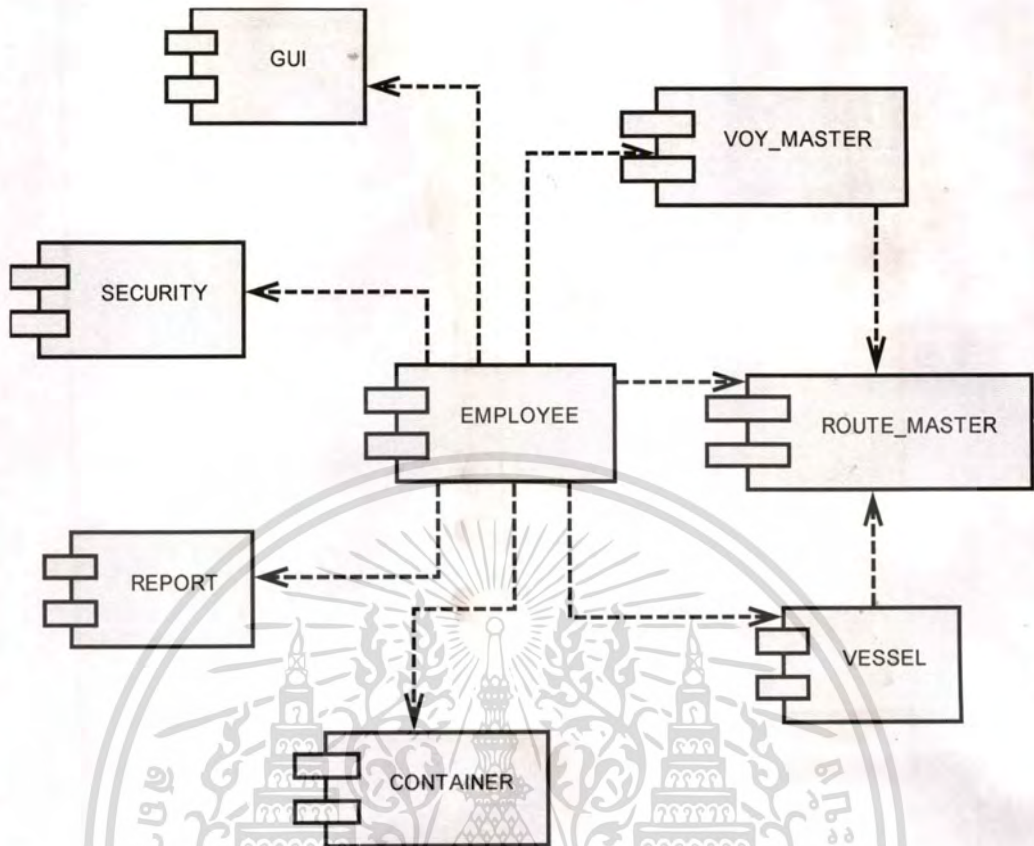 GUI
VOY_MASTER
SECURITY
EMPLOYEE
ROUTE_MASTER
REPORT
VESSEL
CONTAINER